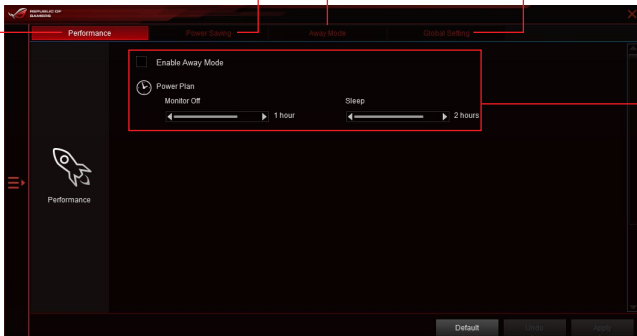 REPUBLIC OF
GAMERS
Performance
Power Saving
Away Mode
Global Setting
Enable Away Mode
Power Plan
Monitor Off
Sleep
1 hour
2 hours
Performance
Default
Undo
Apply